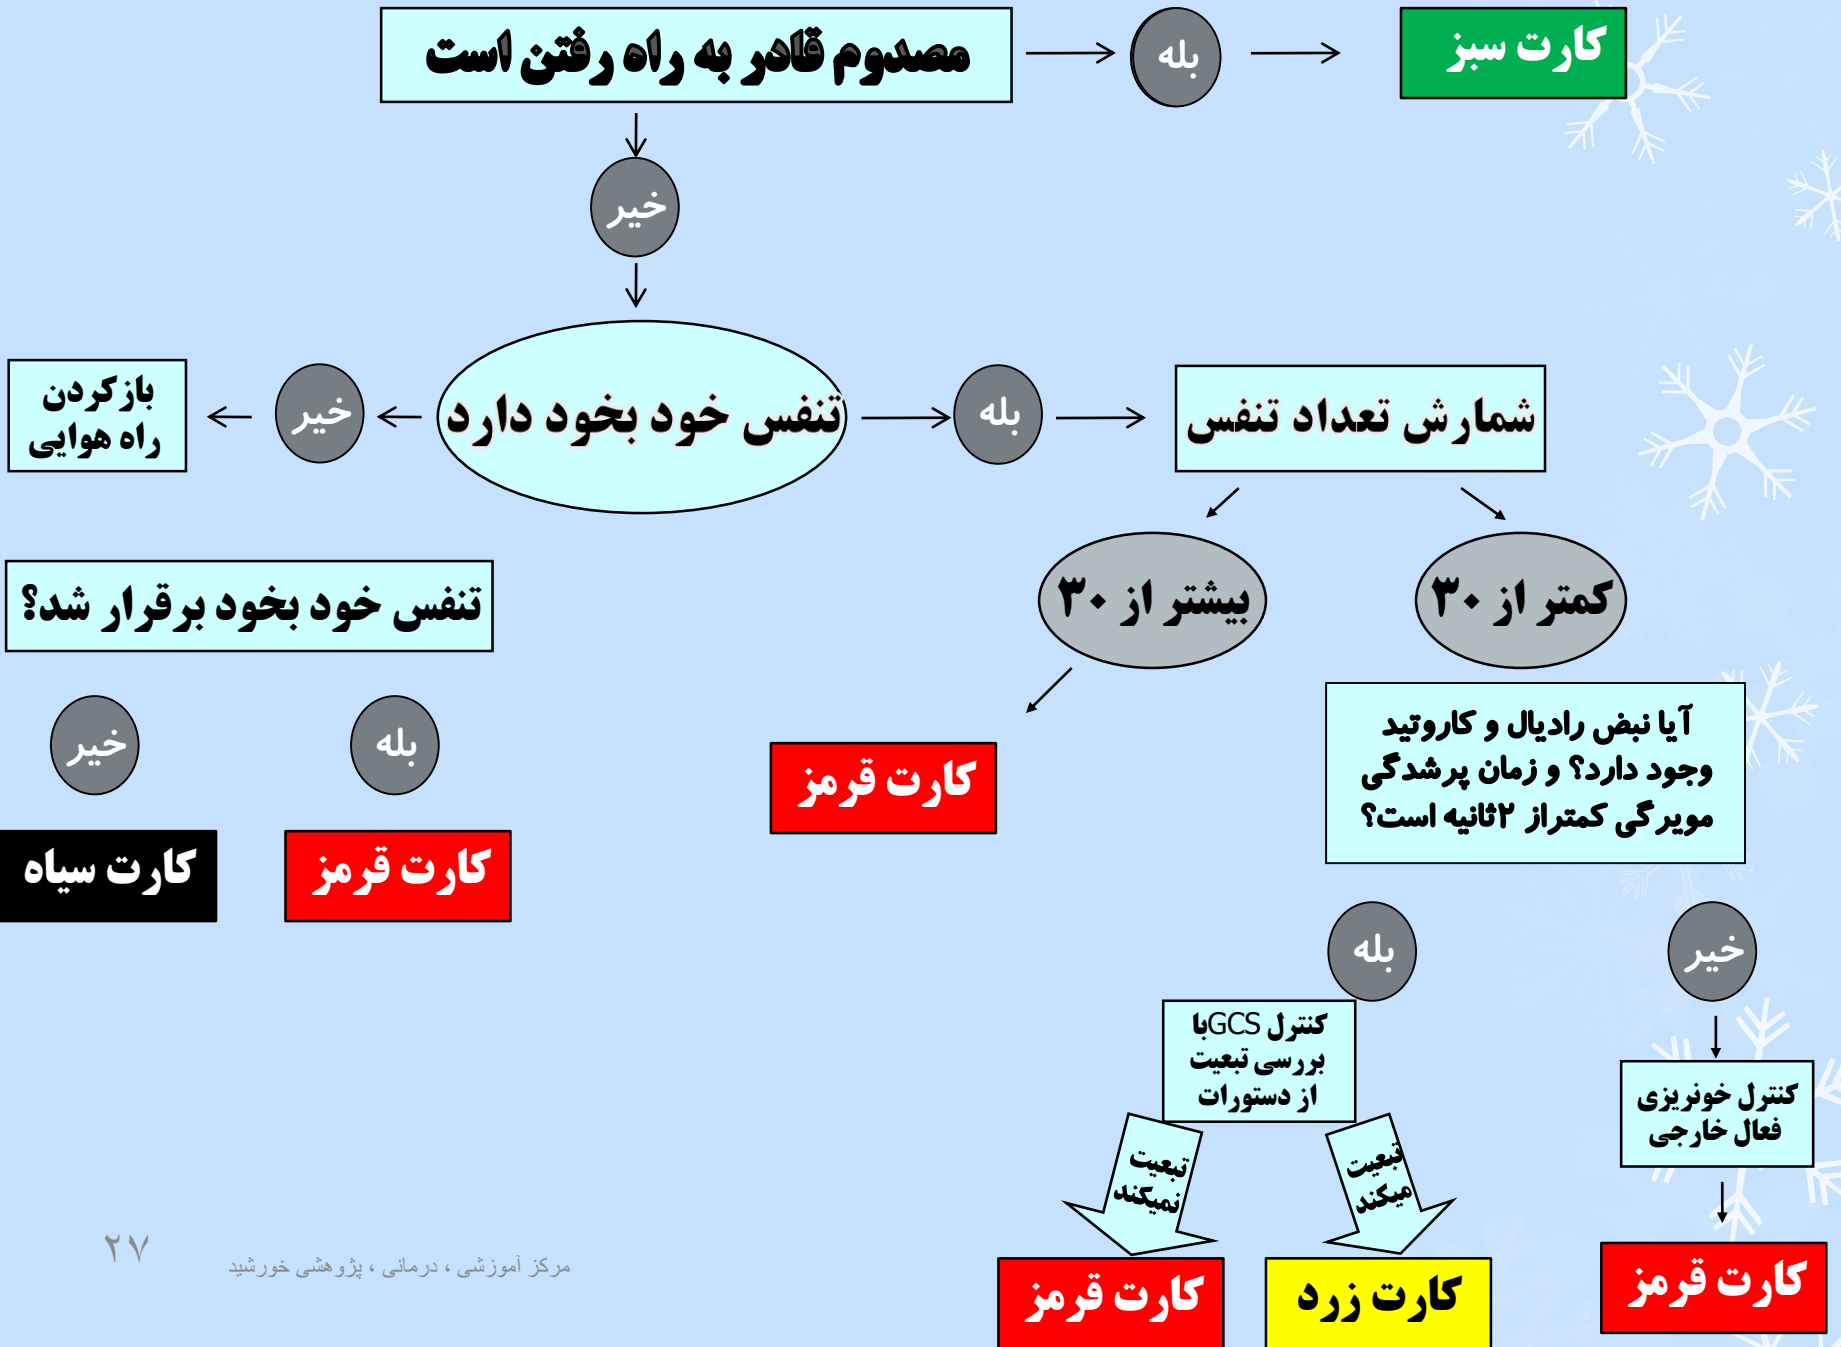 مصدوم قادر به راه رفتن است
بله
کارت سبز
خیر
تنفس خود بخود دارد
خیر
باز کردن
راه هوایی
بله
شمارش تعداد تنفس
بیشتر از ۳۰
کمتر از ۳۰
تنفس خود بخود برقرار شد؟
خیر
بله
کارت سیاه
کارت قرمز
کارت قرمز
آیا نبض رادیال و کاروتید
وجود دارد؟ و زمان پرشدگی
مویرگی کمتراز ۲ثانیه است؟
بله
خیر
کنترل GCSبا
بررسی تبعیت
از دستورات
کنترل خونریزی
فعال خارجی
تبعیت
نمیکند
تبعیت
میکند
کارت قرمز
کارت زرد
کارت قرمز
مرکز آموزشی ، درمانی ، پژوهشی خورشید
۲۷